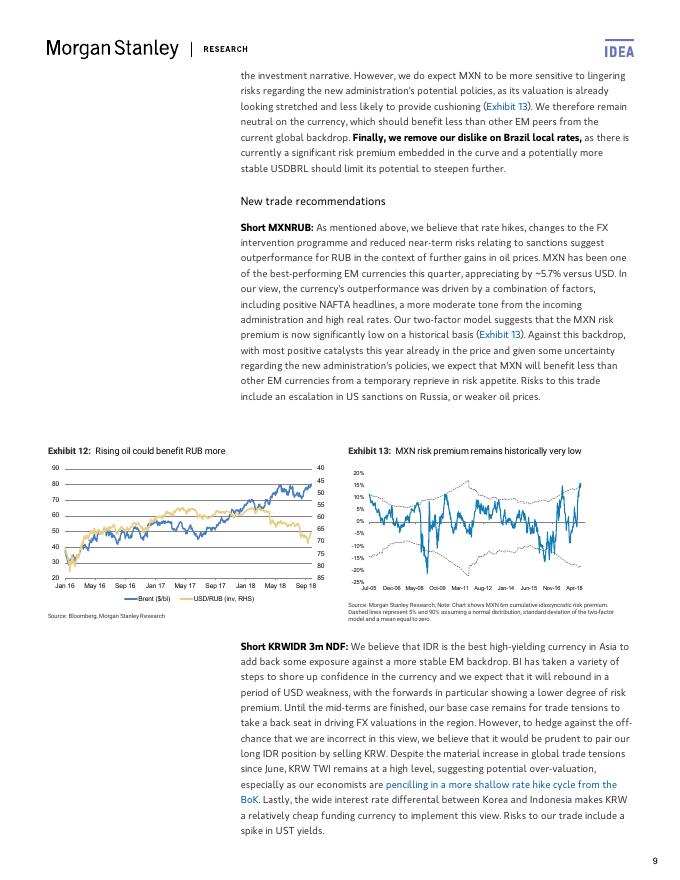 Morgan Stanley | RESEARCH
IDEA
the investment narrative. However, we do expect MXN to be more sensitive to lingering
risks regarding the new administration's potential policies, as its valuation is already
looking stretched and less likely to provide cushioning (Exhibit 13). We therefore remain
neutral on the currency, which should benefit less than other EM peers from the
current global backdrop. Finally, we remove our dislike on Brazil local rates, as there is
currently a significant risk premium embedded in the curve and a potentially more
stable USDBRL should limit its potential to steepen further.
New trade recommendations
Short MXNRUB: As mentioned above, we believe that rate hikes, changes to the FX
intervention programme and reduced near-term risks relating to sanctions suggest
outperformance for RUB in the context of further gains in oil prices. MXN has been one
of the best-performing EM currencies this quarter, appreciating by ~5.7% versus USD. In
our view, the currency's outperformance was driven by a combination of factors,
including positive NAFTA headlines, a more moderate tone from the incoming
administration and high real rates. Our two-factor model suggests that the MXN risk
premium is now significantly low on a historical basis (Exhibit 13). Against this backdrop,
with most positive catalysts this year already in the price and given some uncertainty
regarding the new administration's policies, we expect that MXN will benefit less than
other EM currencies from a temporary reprieve in risk appetite. Risks to this trade
include an escalation in US sanctions on Russia, or weaker oil prices.
Exhibit 12: Rising oil could benefit RUB more
90
80
70
60
50
40
30
20
40
45
50
55
60
65
70
75
80
85
Jan 16 May 16 Sep 16 Jan 17 May 17 Sep 17 Jan 18 May 18 Sep 18
Brent ($/bl) USD/RUB (inv, RHS)
Source: Bloomberg, Morgan Stanley Research
Exhibit 13: MXN risk premium remains historically very low
20%
15%
10%
5%
0%
-5%
-10%
-15%
-20%
-25%
Jul-05 Dec-06 May-08 Oct-09 Mar-11 Aug-12 Jan-14 Jun-15 Nov-16 Apr-18
Source: Morgan Stanley Research; Note: Chart shows MXN 6m cumulative idiosyncratic risk premium.
Dashed lines represent 5% and 90% assuming a normal distribution, standard deviation of the two-factor
model and a mean equal to zero.
Short KRWIDR 3m NDF: We believe that IDR is the best high-yielding currency in Asia to
add back some exposure against a more stable EM backdrop. BI has taken a variety of
steps to shore up confidence in the currency and we expect that it will rebound in a
period of USD weakness, with the forwards in particular showing a lower degree of risk
premium. Until the mid-terms are finished, our base case remains for trade tensions to
take a back seat in driving FX valuations in the region. However, to hedge against the off-
chance that we are incorrect in this view, we believe that it would be prudent to pair our
long IDR position by selling KRW. Despite the material increase in global trade tensions
since June, KRW TWI remains at a high level, suggesting potential over-valuation,
especially as our economists are pencilling in a more shallow rate hike cycle from the
BoK. Lastly, the wide interest rate differental between Korea and Indonesia makes KRW
a relatively cheap funding currency to implement this view. Risks to our trade include a
spike in UST yields.
9